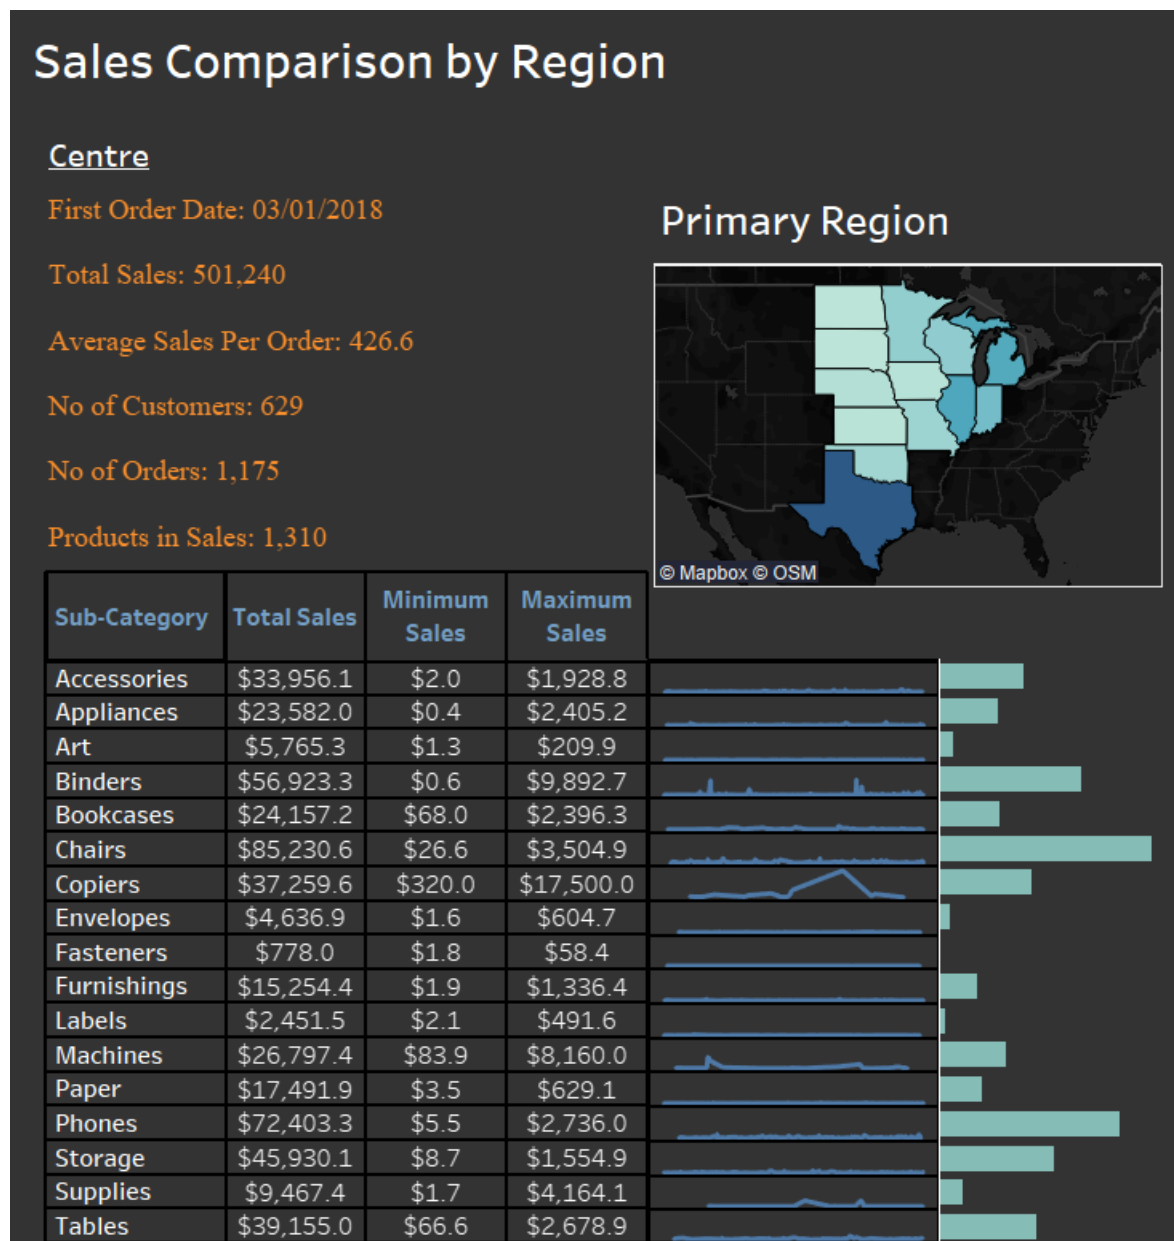 Sales Comparison by Region
Centre
First Order Date: 03/01/2018
Total Sales: 501,240
Average Sales Per Order: 426.6
No of Customers: 629
No of Orders: 1,175
Products in Sales: 1,310
Primary Region
© Mapbox © OSM
Sub-Category Total Sales Minimum Sales Maximum Sales
Accessories $33,956.1 $2.0 $1,928.8
Appliances $23,582.0 $0.4 $2,405.2
Art $5,765.3 $1.3 $209.9
Binders $56,923.3 $0.6 $9,892.7
Bookcases $24,157.2 $68.0 $2,396.3
Chairs $85,230.6 $26.6 $3,504.9
Copiers $37,259.6 $320.0 $17,500.0
Envelopes $4,636.9 $1.6 $604.7
Fasteners $778.0 $1.8 $58.4
Furnishings $15,254.4 $1.9 $1,336.4
Labels $2,451.5 $2.1 $491.6
Machines $26,797.4 $83.9 $8,160.0
Paper $17,491.9 $3.5 $629.1
Phones $72,403.3 $5.5 $2,736.0
Storage $45,930.1 $8.7 $1,554.9
Supplies $9,467.4 $1.7 $4,164.1
Tables $39,155.0 $66.6 $2,678.9